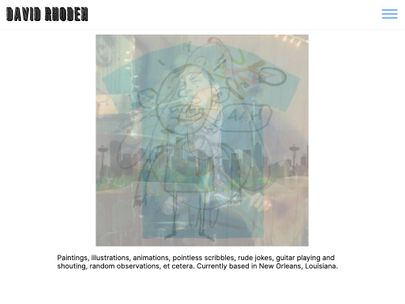 DAVID RHODEN
Paintings, illustrations, animations, pointless scribbles, rude jokes, guitar playing and
shouting, random observations, et cetera. Currently based in New Orleans, Louisiana.